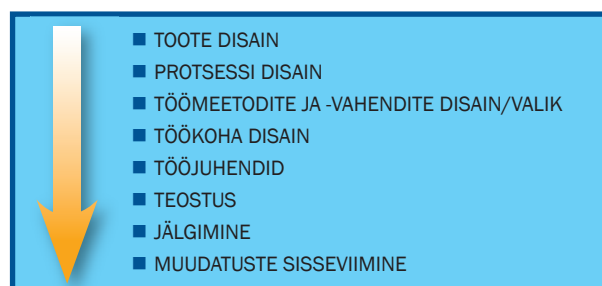 TOOTE DISAIN
PROTSESSI DISAIN
TÖÖMEETODITE JA -VAHENDITE DISAIN/VALIK
TÖÖKOHA DISAIN
TÖÖJUHENDID
TEOSTUS
JÄLGIMINE
MUUDATUSTE SISSEVIIMINE